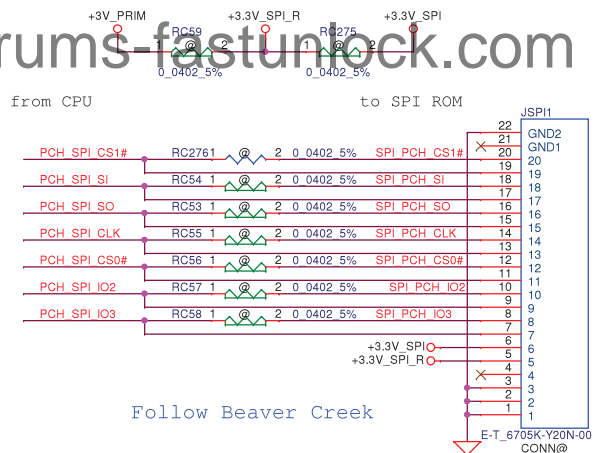 +3V_PRIM +3.3V_SPI_R +3.3V_SPI
RC59 RC275
1 @ 2 1 @ 2
rums-fastunlock.com
0_0402_5% 0_0402_5%
from CPU to SPI ROM
JSPI1
22 GND2
21 GND1
PCH_SPI_CS1# RC276 1 @ 2 0_0402_5% SPI_PCH_CS1# 20 20
19 19
PCH_SPI_SI RC54 1 @ 2 0_0402_5% SPI_PCH_SI 18 18
17 17
PCH_SPI_SO RC53 1 @ 2 0_0402_5% SPI_PCH_SO 16 16
15 15
PCH_SPI_CLK RC55 1 @ 2 0_0402_5% SPI_PCH_CLK 14 14
13 13
PCH_SPI_CS0# RC56 1 @ 2 0_0402_5% SPI_PCH_CS0# 12 12
11 11
PCH_SPI_IO2 RC57 1 @ 2 0_0402_5% SPI_PCH_IO2 10 10
9 9
PCH_SPI_IO3 RC58 1 @ 2 0_0402_5% SPI_PCH_IO3 8 8
7 7
+3.3V_SPI 6 6
+3.3V_SPI_R 5 5
4 4
3 3
2 2
1 1
Follow Beaver Creek
E-T_6705K-Y20N-00
CONN@